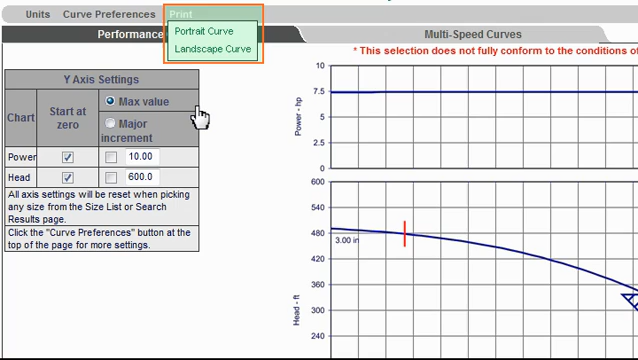 Units
Curve Preferences
Print
Portrait Curve
Landscape Curve
Performance
Multi-Speed Curves
* This selection does not fully conform to the conditions of
Y Axis Settings
Chart
Start at
zero
Max value
Major
increment
Power
10.00
Head
600.0
All axis settings will be reset when picking
any size from the Size List or Search
Results page.
Click the "Curve Preferences" button at the
top of the page for more settings.
Power - hp
10
7.5
5
2.5
0
Head - ft
600
540
480
420
360
300
240
3.00 in